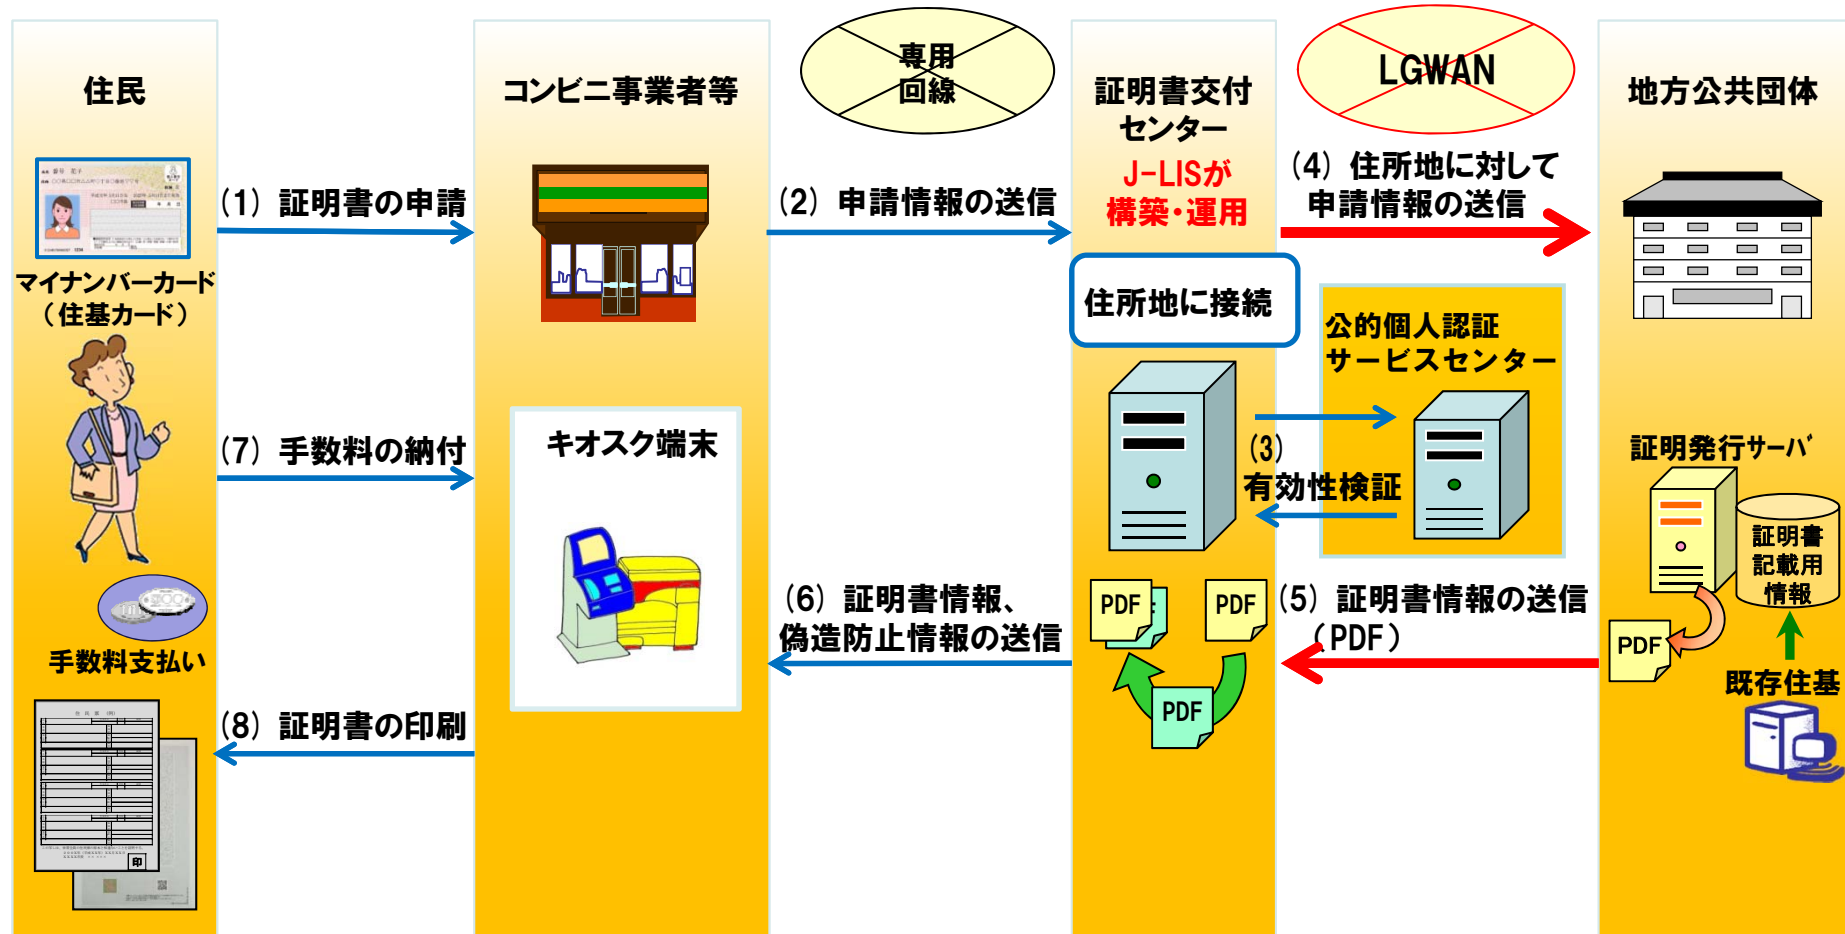 住民
コンビニ事業者等
専用
回線
証明書交付
センター
J-LISが
構築・運用
LGWAN
地方公共団体
(1) 証明書の申請
(2) 申請情報の送信
(4) 住所地に対して
申請情報の送信
マイナンバーカード
（住基カード）
住所地に接続
公的個人認証
サービスセンター
(7) 手数料の納付
キオスク端末
(3)
有効性検証
証明発行サーバ
証明書
記載用
情報
手数料支払い
(6) 証明書情報、
偽造防止情報の送信
PDF
PDF
PDF
(5) 証明書情報の送信
（PDF）
PDF
既存住基
(8) 証明書の印刷
印